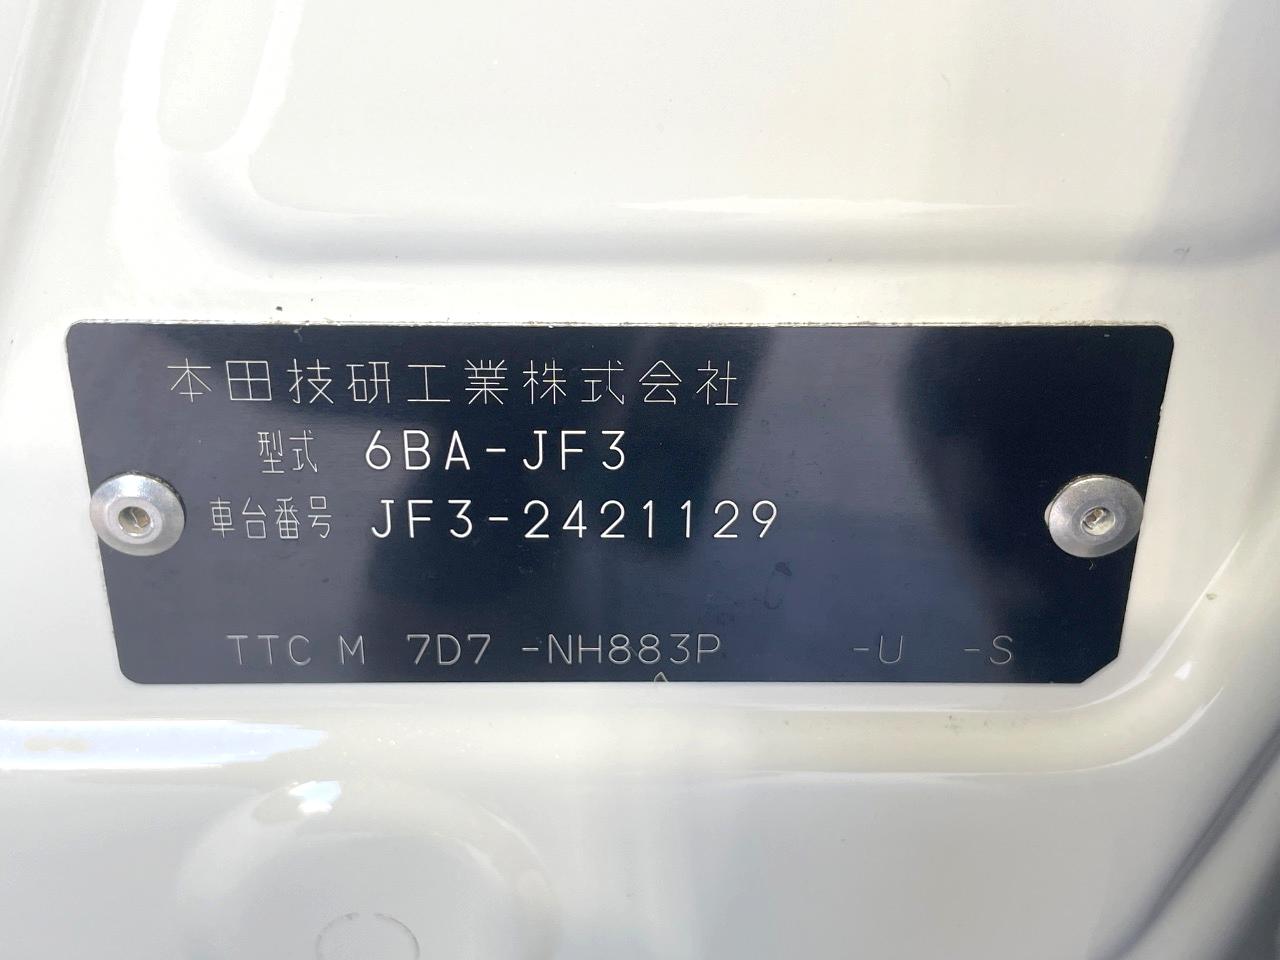 本田技研工業株式会社
型式 6BA-JF3
車台番号 JF3-2421129
TTC M 7D7 -NH883P -U -S